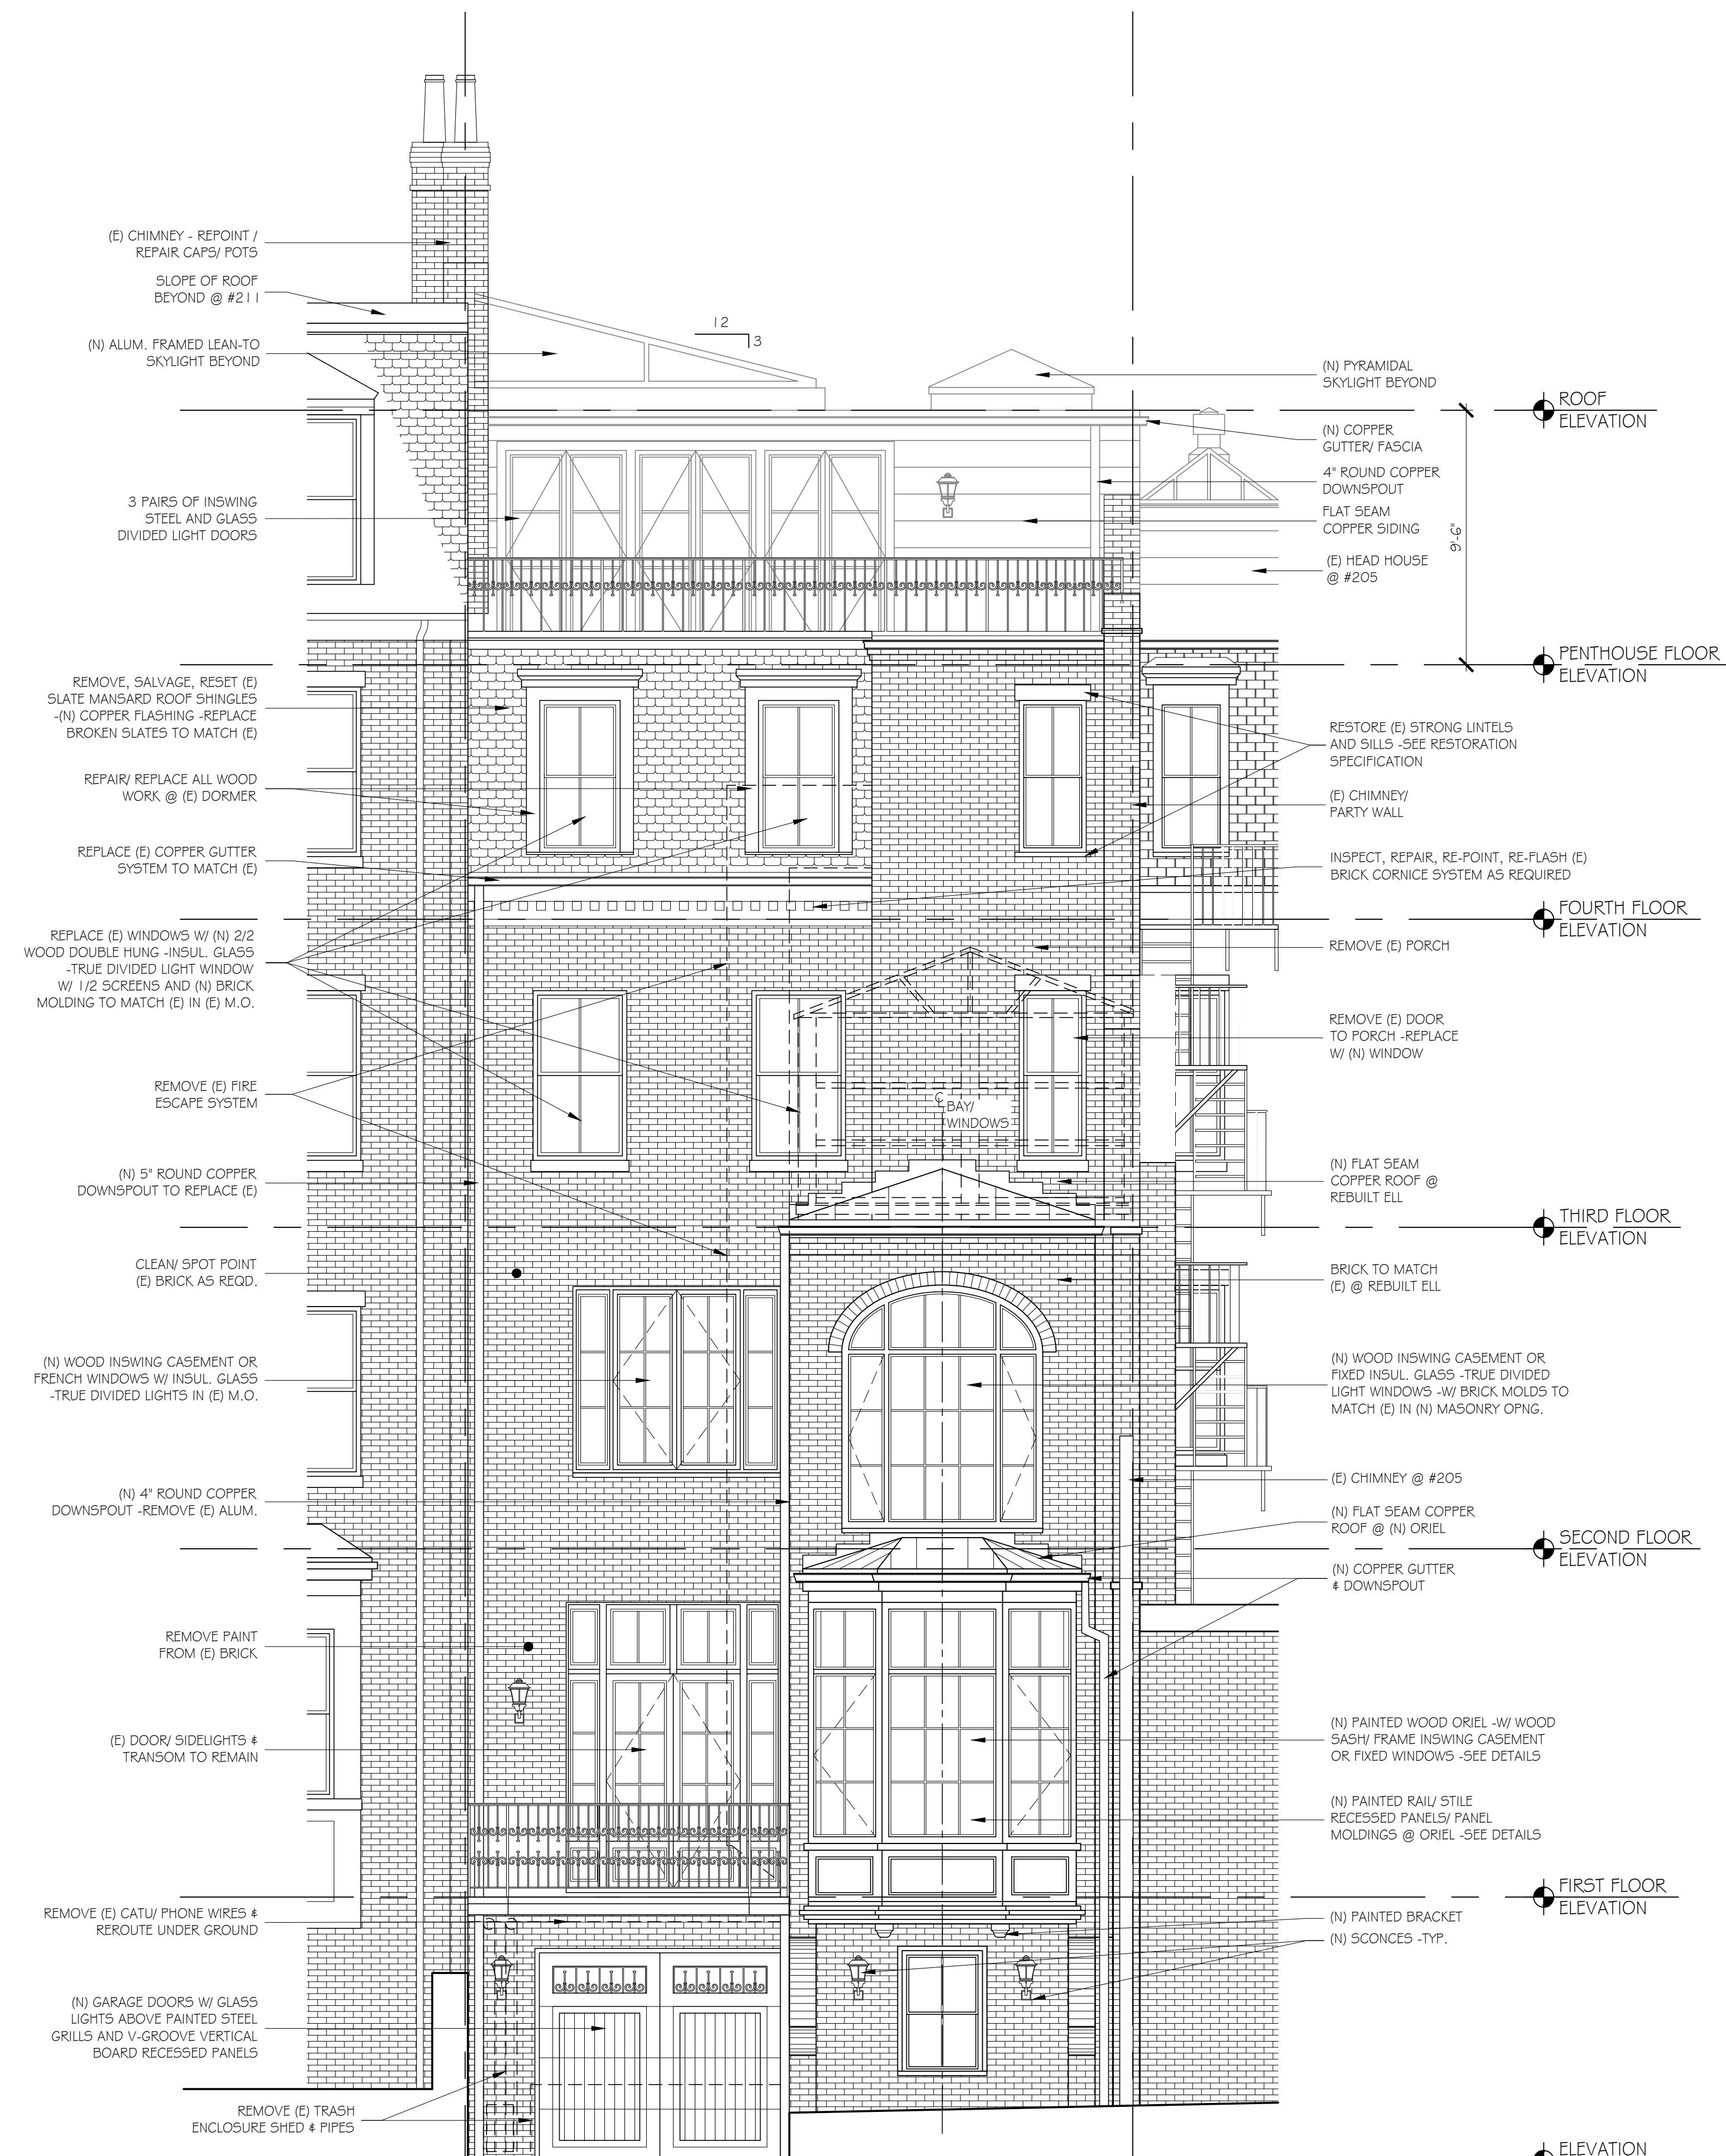 (E) CHIMNEY - REPOINT /
REPAIR CAPS/ POTS
SLOPE OF ROOF
BEYOND @ #211
(N) ALUM. FRAMED LEAN-TO
SKYLIGHT BEYOND
3 PAIRS OF INSWING
STEEL AND GLASS
DIVIDED LIGHT DOORS
REMOVE, SALVAGE, RESET (E)
SLATE MANSARD ROOF SHINGLES
-(N) COPPER FLASHING -REPLACE
BROKEN SLATES TO MATCH (E)
REPAIR/ REPLACE ALL WOOD
WORK @ (E) DORMER
REPLACE (E) COPPER GUTTER
SYSTEM TO MATCH (E)
REPLACE (E) WINDOWS W/ (N) 2/2
WOOD DOUBLE HUNG -INSUL. GLASS
-TRUE DIVIDED LIGHT WINDOW
W/ 1/2 SCREENS AND (N) BRICK
MOLDING TO MATCH (E) IN (E) M.O.
REMOVE (E) FIRE
ESCAPE SYSTEM
(N) 5" ROUND COPPER
DOWNSPOUT TO REPLACE (E)
CLEAN/ SPOT POINT
(E) BRICK AS REQD.
(N) WOOD INSWING CASEMENT OR
FRENCH WINDOWS W/ INSUL. GLASS
-TRUE DIVIDED LIGHTS IN (E) M.O.
(N) 4" ROUND COPPER
DOWNSPOUT -REMOVE (E) ALUM.
REMOVE PAINT
FROM (E) BRICK
(E) DOOR/ SIDELIGHTS &
TRANSOM TO REMAIN
REMOVE (E) CATU/ PHONE WIRES &
REROUTE UNDER GROUND
(N) GARAGE DOORS W/ GLASS
LIGHTS ABOVE PAINTED STEEL
GRILLS AND V-GROOVE VERTICAL
BOARD RECESSED PANELS
REMOVE (E) TRASH
ENCLOSURE SHED & PIPES
12
3
℄ BAY/
WINDOWS
(N) PYRAMIDAL
SKYLIGHT BEYOND
(N) COPPER
GUTTER/ FASCIA
4" ROUND COPPER
DOWNSPOUT
FLAT SEAM
COPPER SIDING
(E) HEAD HOUSE
@ #205
9'-6"
RESTORE (E) STRONG LINTELS
AND SILLS -SEE RESTORATION
SPECIFICATION
(E) CHIMNEY/
PARTY WALL
INSPECT, REPAIR, RE-POINT, RE-FLASH (E)
BRICK CORNICE SYSTEM AS REQUIRED
REMOVE (E) PORCH
REMOVE (E) DOOR
TO PORCH -REPLACE
W/ (N) WINDOW
(N) FLAT SEAM
COPPER ROOF @
REBUILT ELL
BRICK TO MATCH
(E) @ REBUILT ELL
(N) WOOD INSWING CASEMENT OR
FIXED INSUL. GLASS -TRUE DIVIDED
LIGHT WINDOWS -W/ BRICK MOLDS TO
MATCH (E) IN (N) MASONRY OPNG.
(E) CHIMNEY @ #205
(N) FLAT SEAM COPPER
ROOF @ (N) ORIEL
(N) COPPER GUTTER
& DOWNSPOUT
(N) PAINTED WOOD ORIEL -W/ WOOD
SASH/ FRAME INSWING CASEMENT
OR FIXED WINDOWS -SEE DETAILS
(N) PAINTED RAIL/ STILE
RECESSED PANELS/ PANEL
MOLDINGS @ ORIEL -SEE DETAILS
(N) PAINTED BRACKET
(N) SCONCES -TYP.
ROOF
ELEVATION
PENTHOUSE FLOOR
ELEVATION
FOURTH FLOOR
ELEVATION
THIRD FLOOR
ELEVATION
SECOND FLOOR
ELEVATION
FIRST FLOOR
ELEVATION
ELEVATION